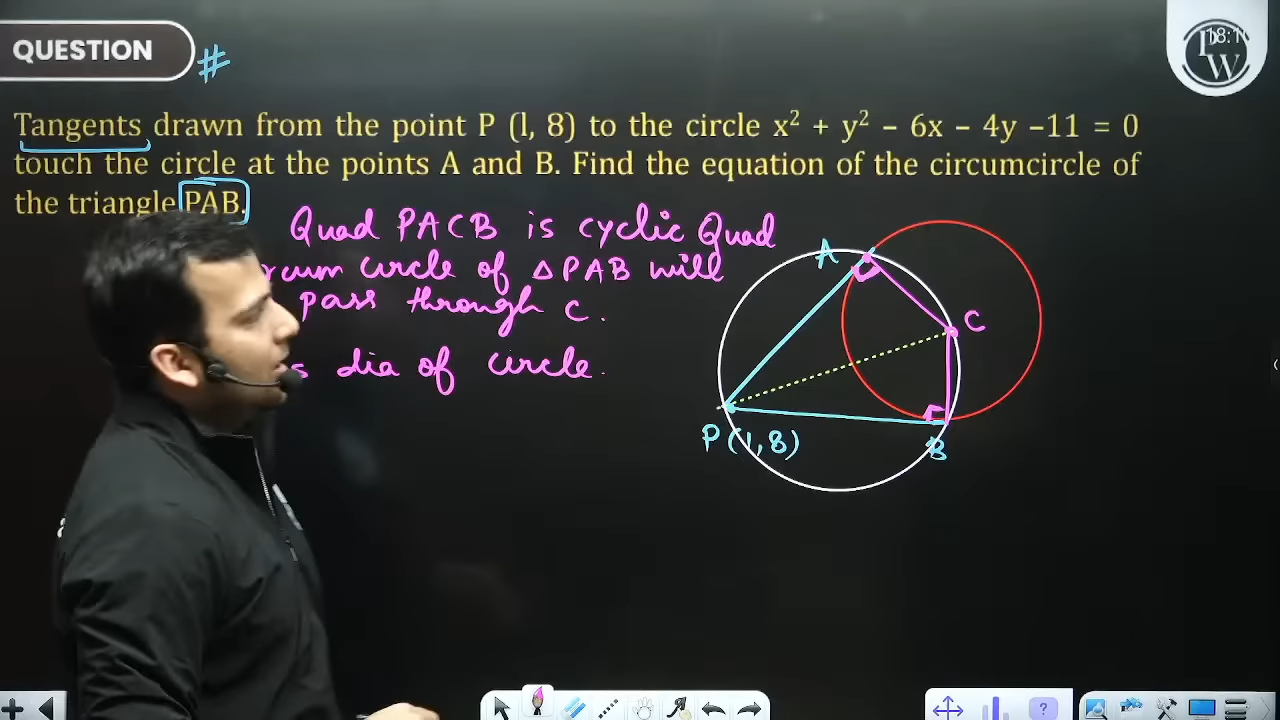 QUESTION #
18:1
W
Tangents drawn from the point P (l, 8) to the circle x² + y² – 6x – 4y –11 = 0
touch the circle at the points A and B. Find the equation of the circumcircle of
the triangle PAB.
Quad PACB is cyclic Quad
circle of △PAB will
pass through C.
dia of circle.
A
C
P(1,8)
B